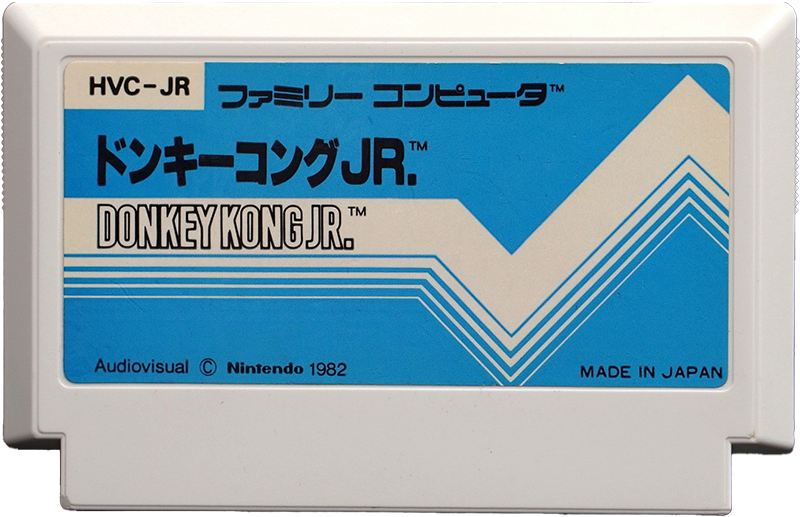 HVC-JR
ファミリー コンピュータ™
ドンキーコングJR.™
DONKEY KONG JR.™
Audiovisual © Nintendo 1982
MADE IN JAPAN